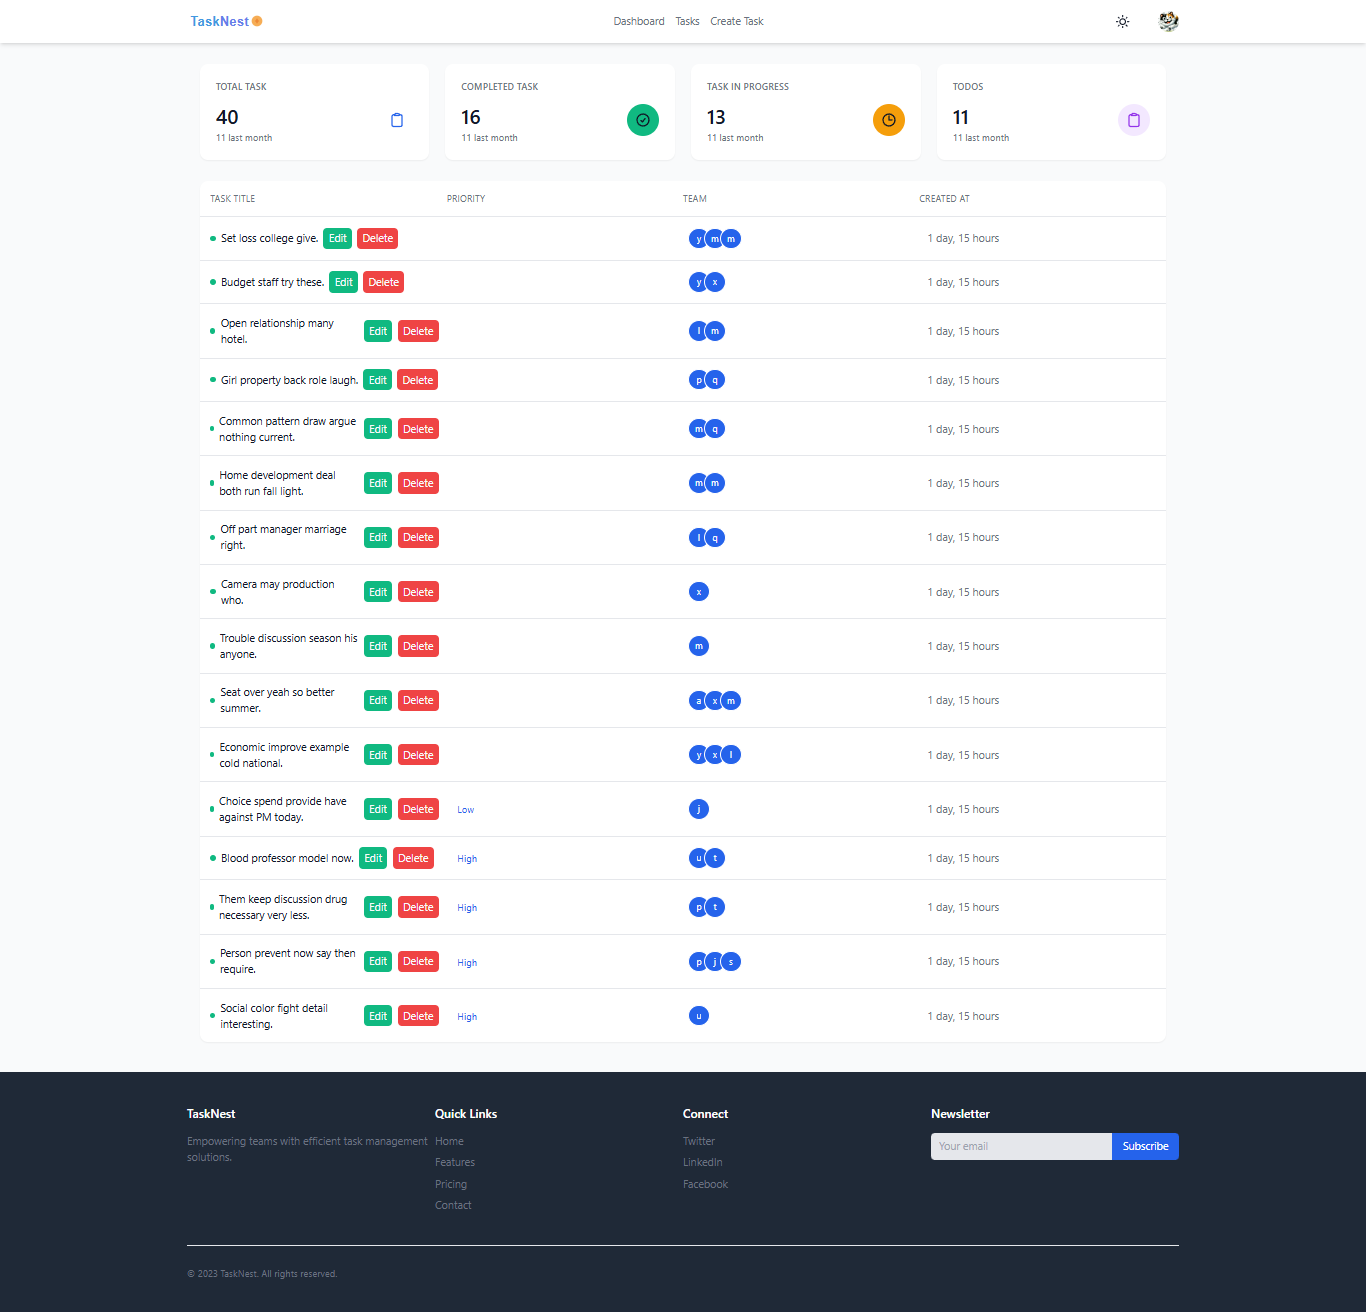 TaskNest
Dashboard Tasks Create Task
TOTAL TASK
40
11 last month
COMPLETED TASK
16
11 last month
TASK IN PROGRESS
13
11 last month
TODOS
11
11 last month
TASK TITLE PRIORITY TEAM CREATED AT
Set loss college give. Edit Delete y m m 1 day, 15 hours
Budget staff try these. Edit Delete y x 1 day, 15 hours
Open relationship many
hotel. Edit Delete l m 1 day, 15 hours
Girl property back role laugh. Edit Delete p q 1 day, 15 hours
Common pattern draw argue
nothing current. Edit Delete m q 1 day, 15 hours
Home development deal
both run fall light. Edit Delete m m 1 day, 15 hours
Off part manager marriage
right. Edit Delete l q 1 day, 15 hours
Camera may production
who. Edit Delete x 1 day, 15 hours
Trouble discussion season his
anyone. Edit Delete m 1 day, 15 hours
Seat over yeah so better
summer. Edit Delete a x m 1 day, 15 hours
Economic improve example
cold national. Edit Delete y x l 1 day, 15 hours
Choice spend provide have
against PM today. Edit Delete Low j 1 day, 15 hours
Blood professor model now. Edit Delete High u t 1 day, 15 hours
Them keep discussion drug
necessary very less. Edit Delete High p t 1 day, 15 hours
Person prevent now say then
require. Edit Delete High p j s 1 day, 15 hours
Social color fight detail
interesting. Edit Delete High u 1 day, 15 hours
TaskNest
Empowering teams with efficient task management
solutions.
Quick Links
Home
Features
Pricing
Contact
Connect
Twitter
LinkedIn
Facebook
Newsletter
Your email Subscribe
© 2023 TaskNest. All rights reserved.